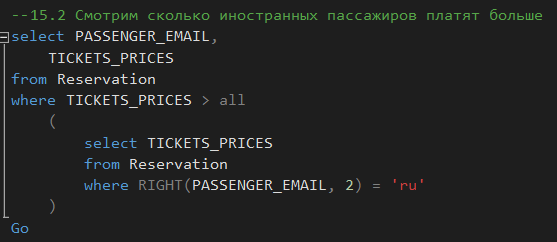 --15.2 Смотрим сколько иностранных пассажиров платят больше
select PASSENGER_EMAIL,
TICKETS_PRICES
from Reservation
where TICKETS_PRICES > all
(
select TICKETS_PRICES
from Reservation
where RIGHT(PASSENGER_EMAIL, 2) = 'ru'
)
Go